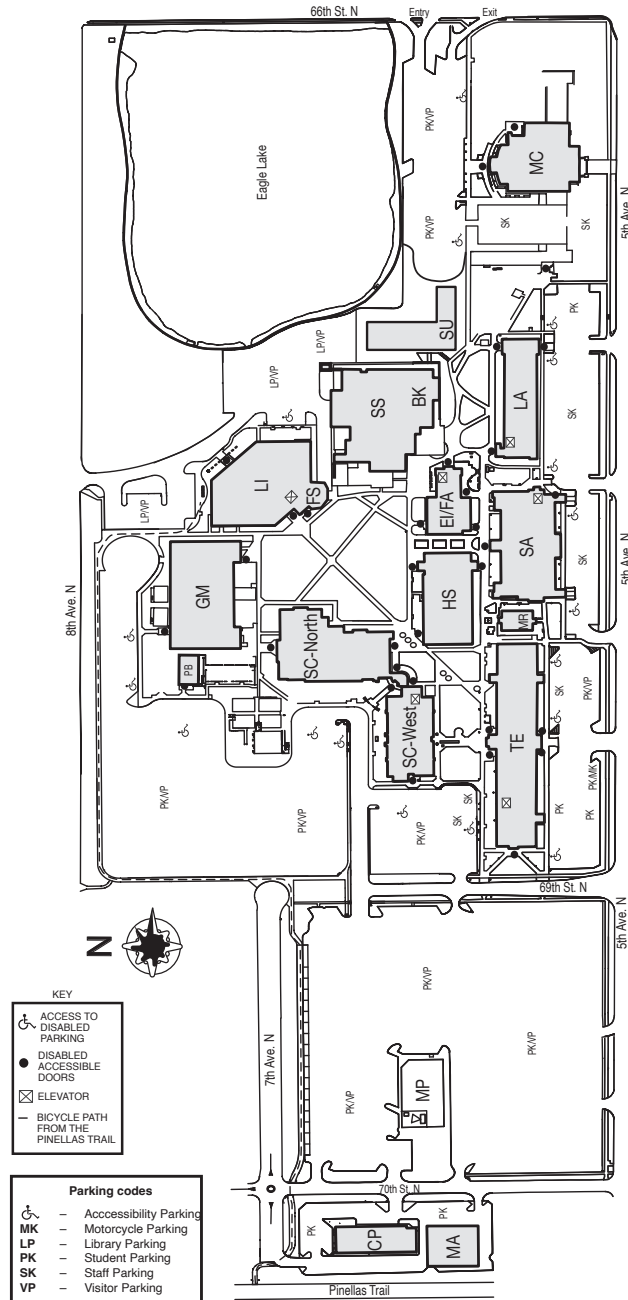 66th St. N
Entry
Exit
Eagle Lake
PK/VP
MC
PK/VP
SK
SK
5th Ave. N
SU
PK
LP/VP
LP/VP
SS
BK
LA
SK
LI
FS
EI/FA
LP/VP
SA
SK
5th Ave. N
8th Ave. N
GM
HS
MR
PB
SC-North
SC-West
TE
SK
PK/VP
PK/VP
PK/VP
PK/VP
SK
SK
PK
PK/MK
PK
69th St. N
5th Ave. N
N
PK/VP
PK/VP
7th Ave. N
PK/VP
MP
70th St. N
PK
PK
CP
MA
Pinellas Trail
KEY
ACCESS TO
DISABLED
PARKING
DISABLED
ACCESSIBLE
DOORS
ELEVATOR
BICYCLE PATH
FROM THE
PINELLAS TRAIL
Parking codes
– Acccessibility Parking
MK – Motorcycle Parking
LP – Library Parking
PK – Student Parking
SK – Staff Parking
VP – Visitor Parking